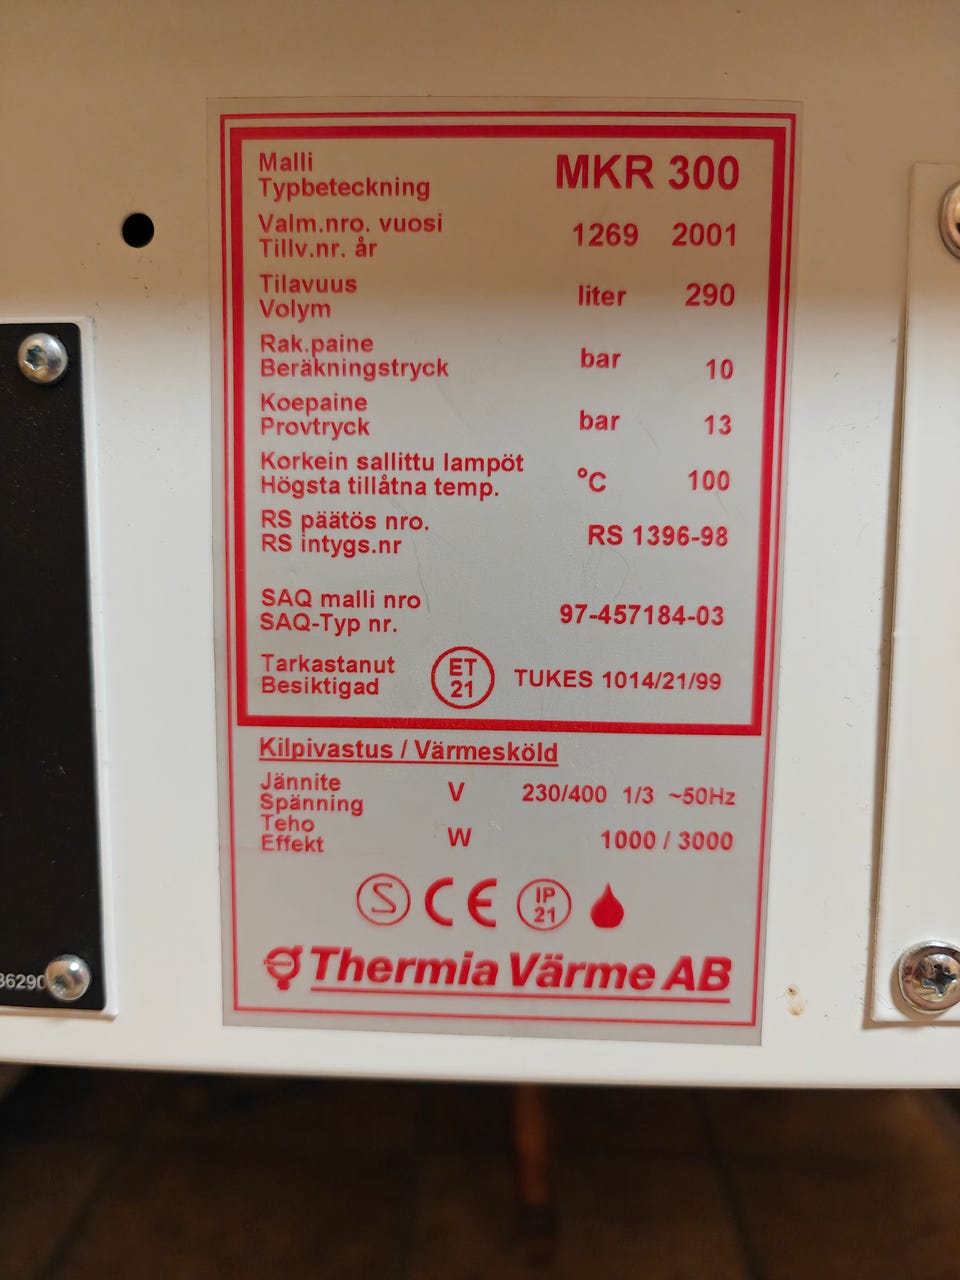 Malli MKR 300
Typbeteckning
Valm.nro. vuosi 1269 2001
Tillv.nr. år
Tilavuus liter 290
Volym
Rak.paine bar 10
Beräkningstryck
Koepaine bar 13
Provtryck
Korkein sallittu lampöt °C 100
Högsta tillåtna temp.
RS päätös nro. RS 1396-98
RS intygs.nr
SAQ malli nro 97-457184-03
SAQ-Typ nr.
Tarkastanut ET 21 TUKES 1014/21/99
Besiktigad
Kilpivastus / Värmesköld
Jännite V 230/400 1/3 ~50Hz
Spänning
Teho W 1000 / 3000
Effekt
S CE IP 21
Thermia Värme AB